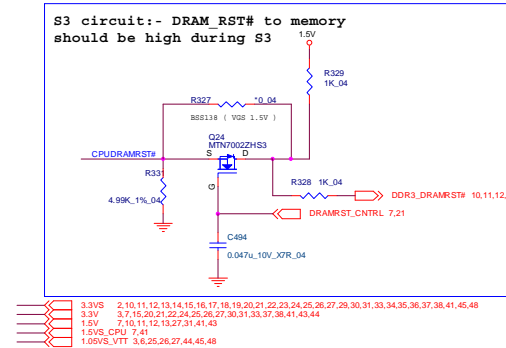 S3 circuit:- DRAM_RST# to memory
should be high during S3
1.5V
R329
1K_04
R327 *0_04
BSS138 ( VGS 1.5V )
Q24
MTN7002ZHS3
CPUDRAMRST#
S D
G
R331
4.99K_1%_04
R328 1K_04
DDR3_DRAMRST# 10,11,12,
DRAMRST_CNTRL 7,21
C494
0.047u_10V_X7R_04
3.3VS 2,10,11,12,13,14,15,16,17,18,19,20,21,22,23,24,25,26,27,29,30,31,33,34,35,36,37,38,41,45,48
3.3V 3,7,15,20,21,22,24,25,26,27,30,31,33,37,38,41,43,44
1.5V 7,10,11,12,13,27,31,41,43
1.5VS_CPU 7,41
1.05VS_VTT 3,6,25,26,27,44,45,48